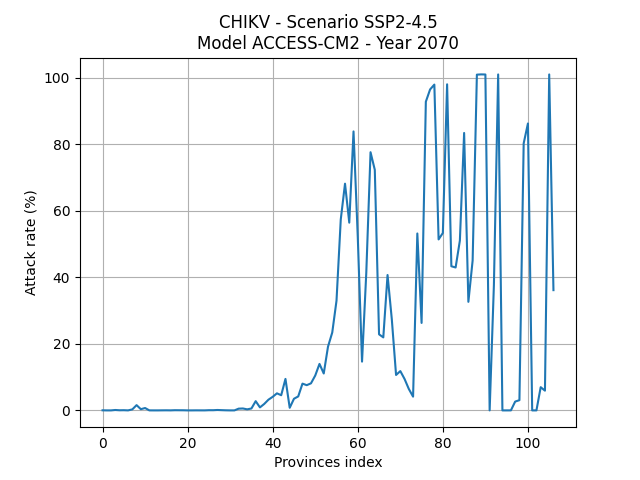 CHIKV - Scenario SSP2-4.5
Model ACCESS-CM2 - Year 2070
Attack rate (%)
100
80
60
40
20
0
0 20 40 60 80 100
Provinces index